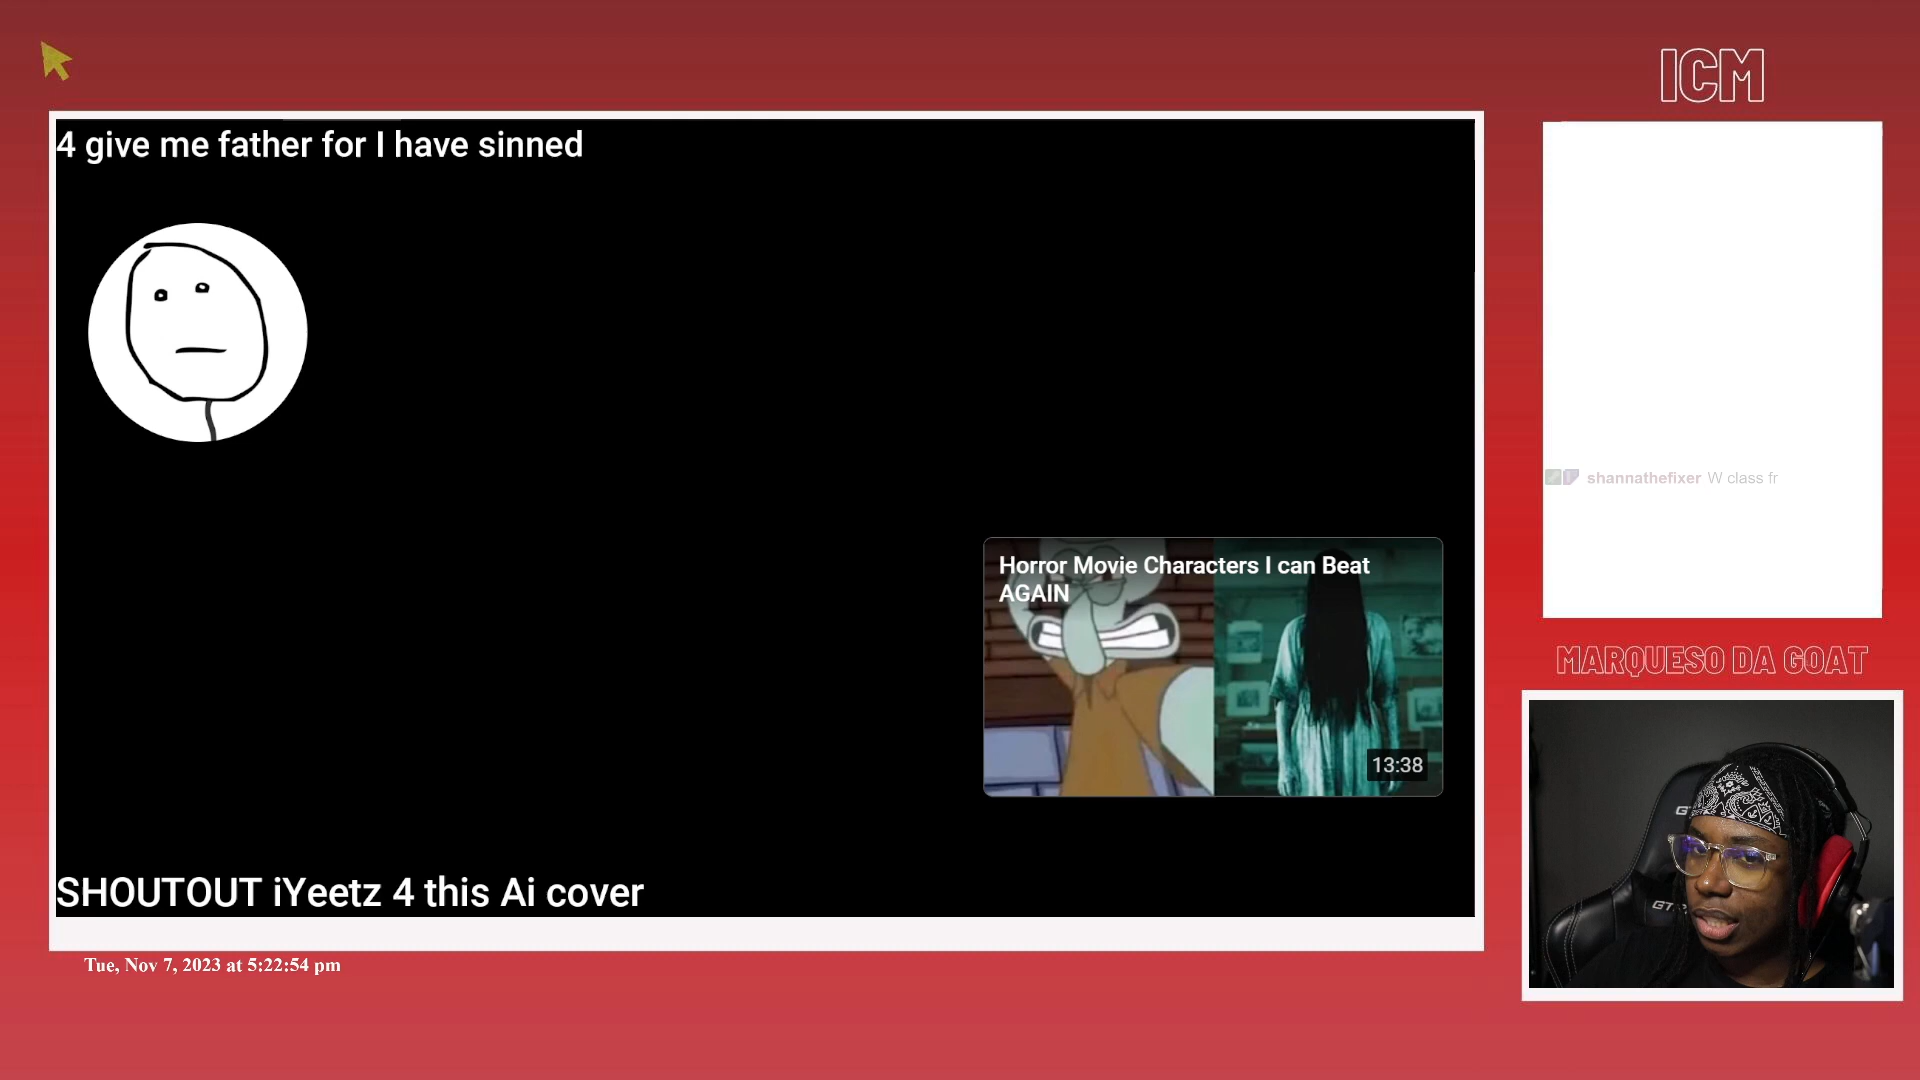 ICM
4 give me father for I have sinned
shannathefixer W class fr
Horror Movie Characters I can Beat
AGAIN
13:38
MARQUESO DA GOAT
SHOUTOUT iYeetz 4 this Ai cover
Tue, Nov 7, 2023 at 5:22:54 pm